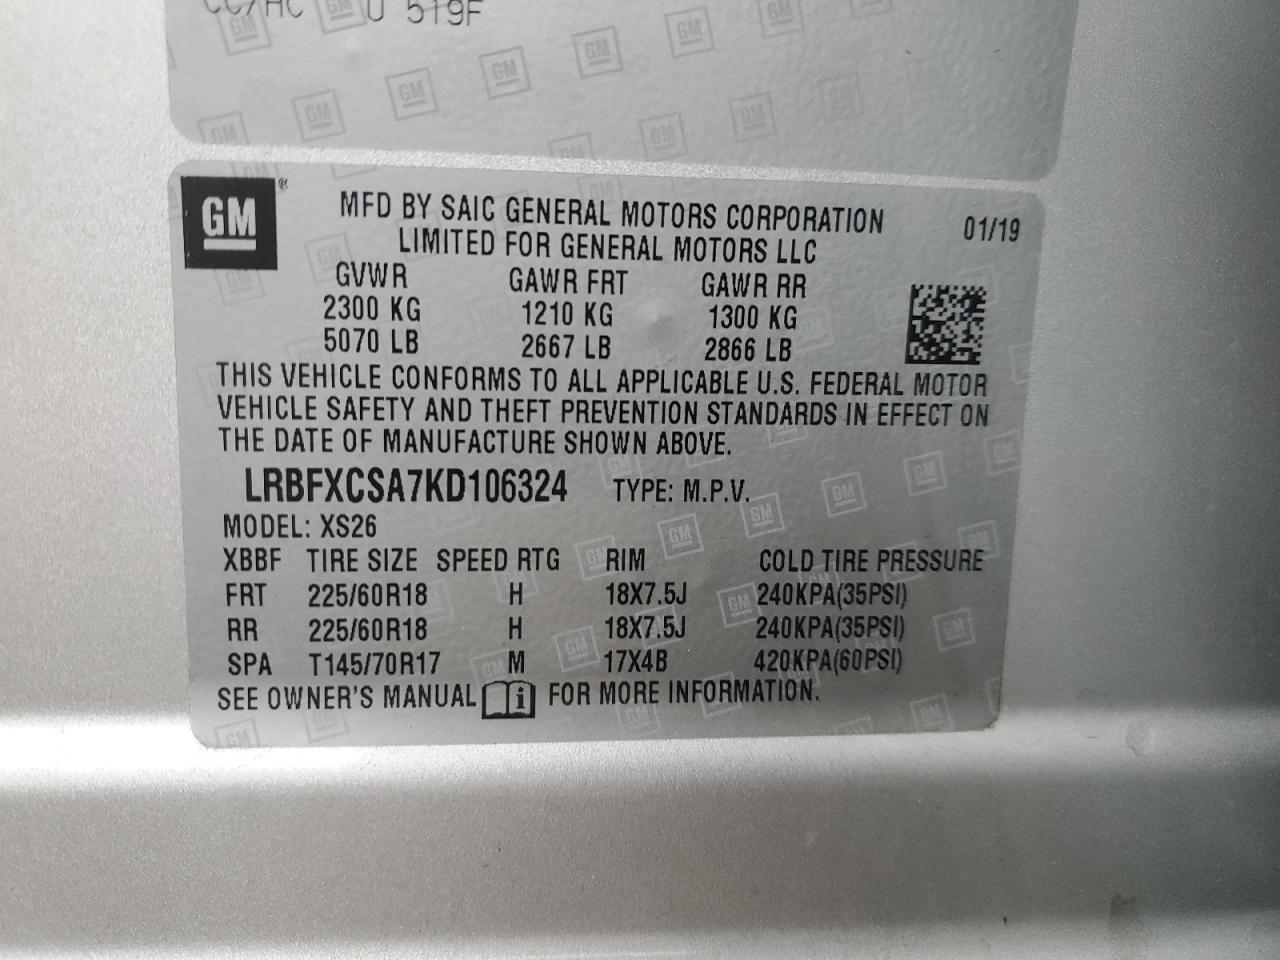 U 519F
GM
MFD BY SAIC GENERAL MOTORS CORPORATION
LIMITED FOR GENERAL MOTORS LLC
01/19
GVWR GAWR FRT GAWR RR
2300 KG 1210 KG 1300 KG
5070 LB 2667 LB 2866 LB
THIS VEHICLE CONFORMS TO ALL APPLICABLE U.S. FEDERAL MOTOR
VEHICLE SAFETY AND THEFT PREVENTION STANDARDS IN EFFECT ON
THE DATE OF MANUFACTURE SHOWN ABOVE.
LRBFXCSA7KD106324 TYPE: M.P.V.
MODEL: XS26
XBBF TIRE SIZE SPEED RTG RIM COLD TIRE PRESSURE
FRT 225/60R18 H 18X7.5J 240KPA(35PSI)
RR 225/60R18 H 18X7.5J 240KPA(35PSI)
SPA T145/70R17 M 17X4B 420KPA(60PSI)
SEE OWNER'S MANUAL i FOR MORE INFORMATION.